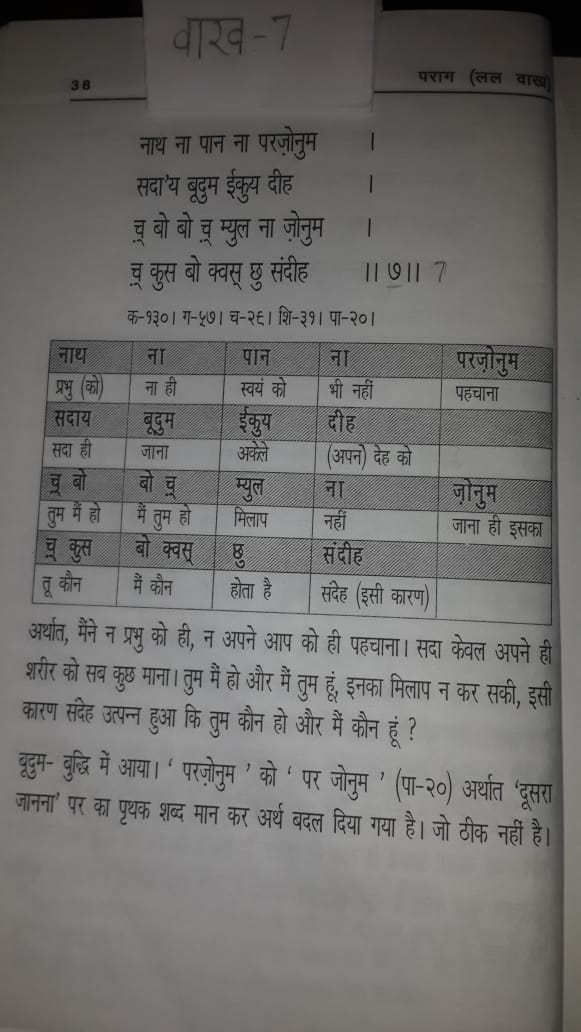 वाख-7
38 पराग (लल वाख)
नाथ ना पान ना परज़ोनुम ।
सदा'य बूदुम ईकुय दीह ।
च़्‌ बो बो च़्‌ म्युल ना ज़ोनुम ।
च़्‌ कुस बो क्वस्‌ छु संदीह ।। ७।। 7
क-१३०। ग-५७। च-२९। शि-३१। पा-२०।
नाथ ना पान ना परज़ोनुम
प्रभु (को) ना ही स्वयं को भी नहीं पहचाना
सदाय बूदुम ईकुय दीह
सदा ही जाना अकेले (अपने) देह को
च़्‌ बो बो च़्‌ म्युल ना ज़ोनुम
तुम मैं हो मैं तुम हो मिलाप नहीं जाना ही इसका
च़्‌ कुस बो क्वस्‌ छु संदीह
तू कौन मैं कौन होता है संदेह (इसी कारण)
अर्थात, मैंने न प्रभु को ही, न अपने आप को ही पहचाना। सदा केवल अपने ही
शरीर को सब कुछ माना। तुम मैं हो और मैं तुम हूं, इनका मिलाप न कर सकी, इसी
कारण संदेह उत्पन्न हुआ कि तुम कौन हो और मैं कौन हूं ?
बूदुम- बुद्धि में आया। ' परज़ोनुम ' को ' पर जोनुम ' (पा-२०) अर्थात 'दूसरा
जानना' पर का पृथक शब्द मान कर अर्थ बदल दिया गया है। जो ठीक नहीं है।